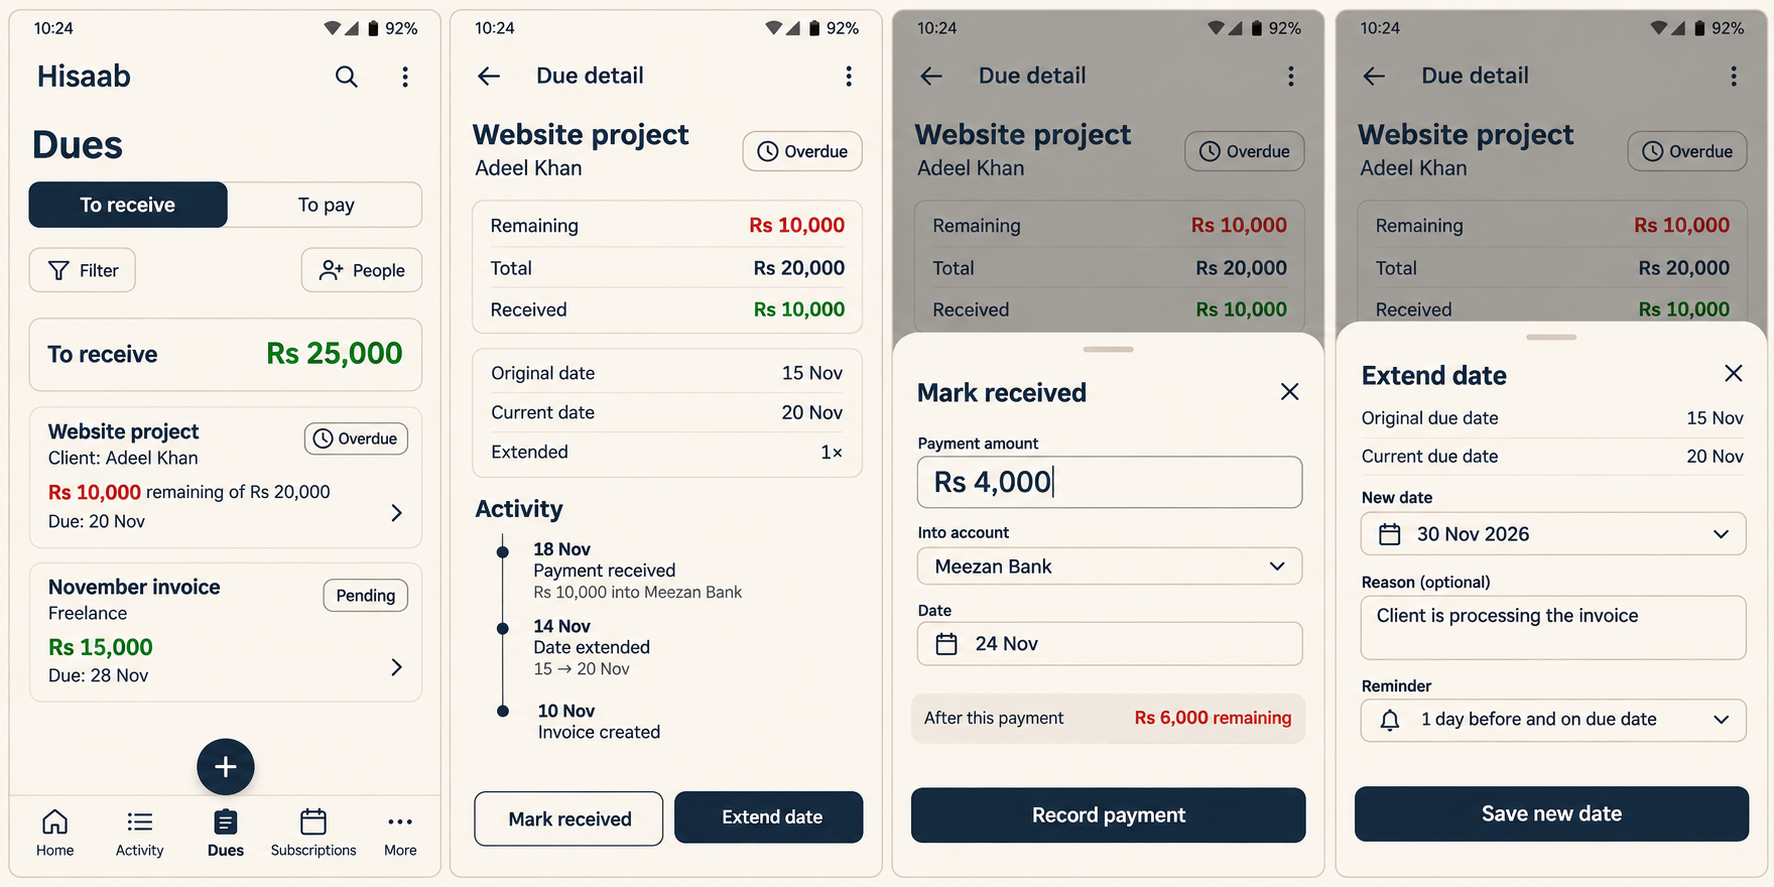 10:24
92%
Hisaab
Dues
To receive
To pay
Filter
People
To receive
Rs 25,000
Website project
Overdue
Client: Adeel Khan
Rs 10,000 remaining of Rs 20,000
Due: 20 Nov
November invoice
Pending
Freelance
Rs 15,000
Due: 28 Nov
Home
Activity
Dues
Subscriptions
More
10:24
92%
Due detail
Website project
Overdue
Adeel Khan
Remaining Rs 10,000
Total Rs 20,000
Received Rs 10,000
Original date 15 Nov
Current date 20 Nov
Extended 1×
Activity
18 Nov
Payment received
Rs 10,000 into Meezan Bank
14 Nov
Date extended
15 → 20 Nov
10 Nov
Invoice created
Mark received
Extend date
10:24
92%
Due detail
Website project
Overdue
Adeel Khan
Remaining Rs 10,000
Total Rs 20,000
Received Rs 10,000
Mark received
Payment amount
Rs 4,000
Into account
Meezan Bank
Date
24 Nov
After this payment Rs 6,000 remaining
Record payment
10:24
92%
Due detail
Website project
Overdue
Adeel Khan
Remaining Rs 10,000
Total Rs 20,000
Received Rs 10,000
Extend date
Original due date 15 Nov
Current due date 20 Nov
New date
30 Nov 2026
Reason (optional)
Client is processing the invoice
Reminder
1 day before and on due date
Save new date